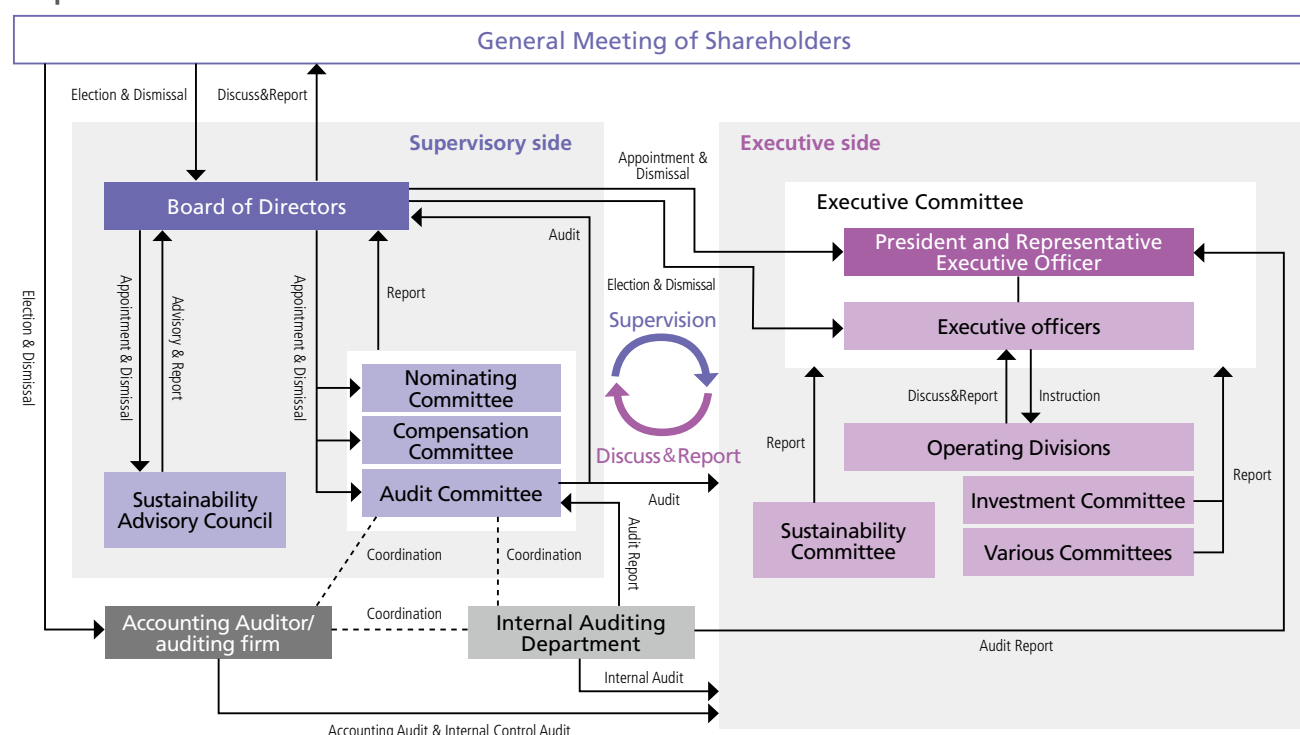 General Meeting of Shareholders
Election & Dismissal
Discuss&Report
Supervisory side
Executive side
Appointment &
Dismissal
Board of Directors
Executive Committee
Audit
President and Representative
Executive Officer
Election & Dismissal
Appointment & Dismissal
Advisory & Report
Appointment & Dismissal
Report
Election & Dismissal
Supervision
Executive officers
Nominating
Committee
Compensation
Committee
Discuss&Report
Instruction
Discuss&Report
Report
Operating Divisions
Audit Committee
Audit
Report
Sustainability
Advisory Council
Investment Committee
Sustainability
Committee
Various Committees
Coordination
Coordination
Audit Report
Coordination
Accounting Auditor/
auditing firm
Internal Auditing
Department
Audit Report
Internal Audit
Accounting Audit & Internal Control Audit